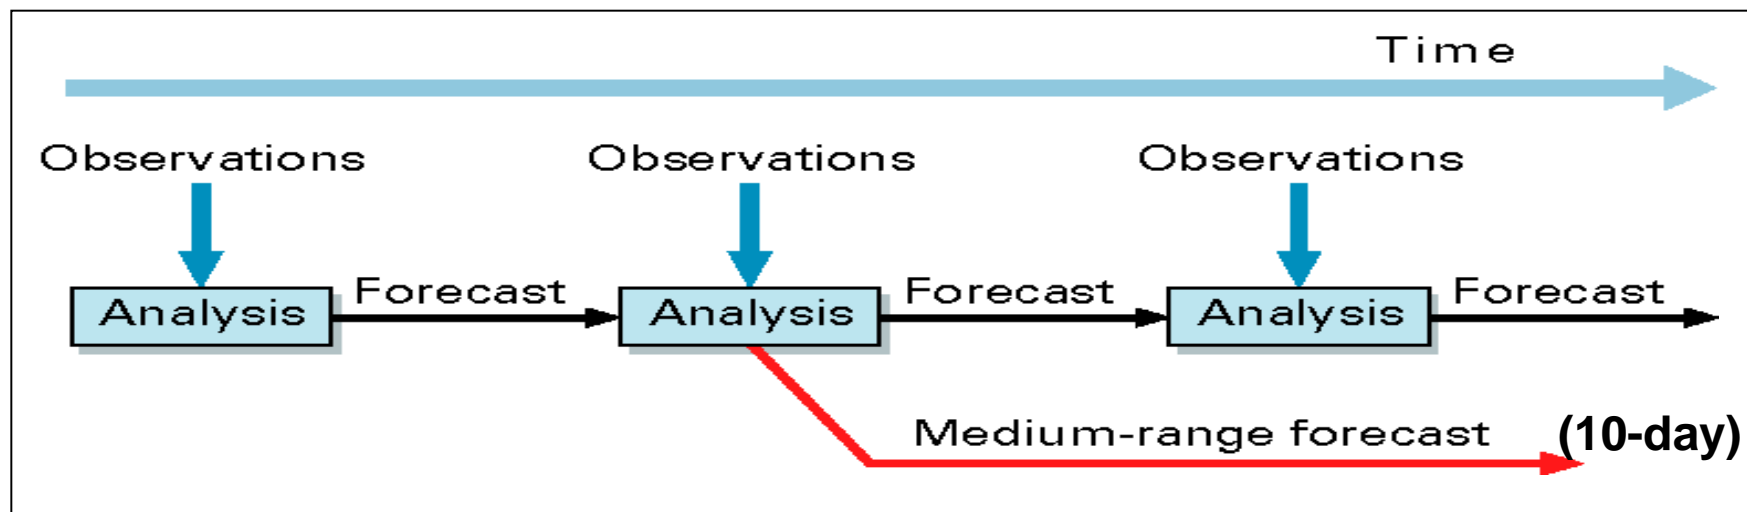 Time
Observations Observations Observations
Analysis Forecast Analysis Forecast Analysis Forecast
Medium-range forecast (10-day)